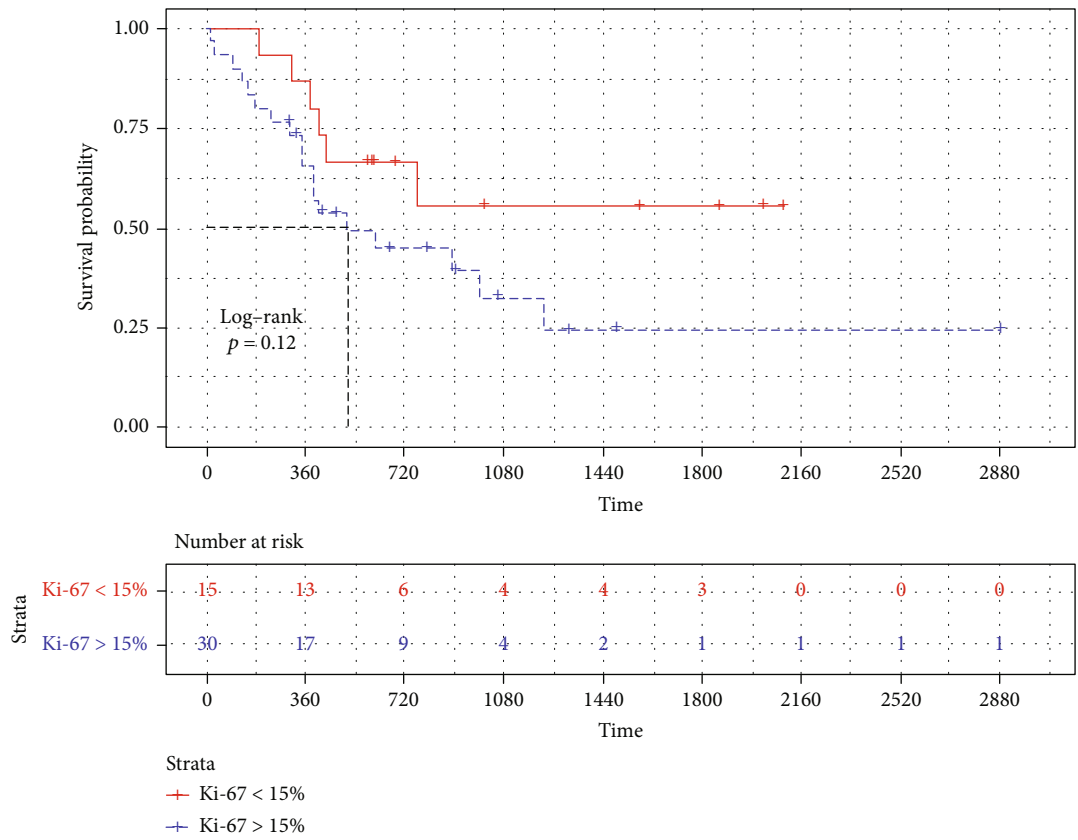 1.00
0.75
0.50
0.25
0.00
Survival probability
Log–rank
p = 0.12
0 360 720 1080 1440 1800 2160 2520 2880
Time
Number at risk
Strata
Ki-67 < 15% 15 13 6 4 4 3 0 0 0
Ki-67 > 15% 30 17 9 4 2 1 1 1 1
0 360 720 1080 1440 1800 2160 2520 2880
Time
Strata
Ki-67 < 15%
Ki-67 > 15%